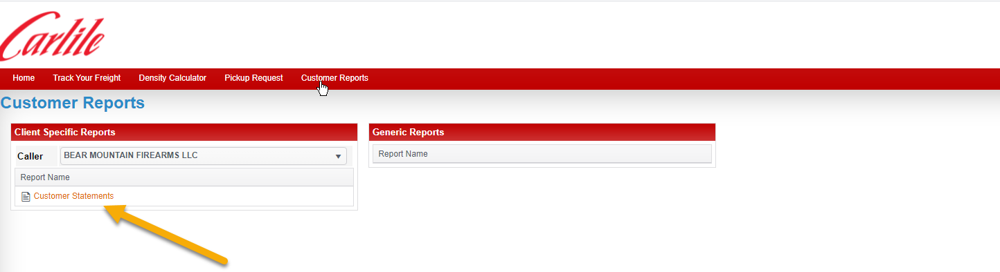 Carlile
Home Track Your Freight Density Calculator Pickup Request Customer Reports
Customer Reports
Client Specific Reports
Caller BEAR MOUNTAIN FIREARMS LLC
Report Name
Customer Statements
Generic Reports
Report Name